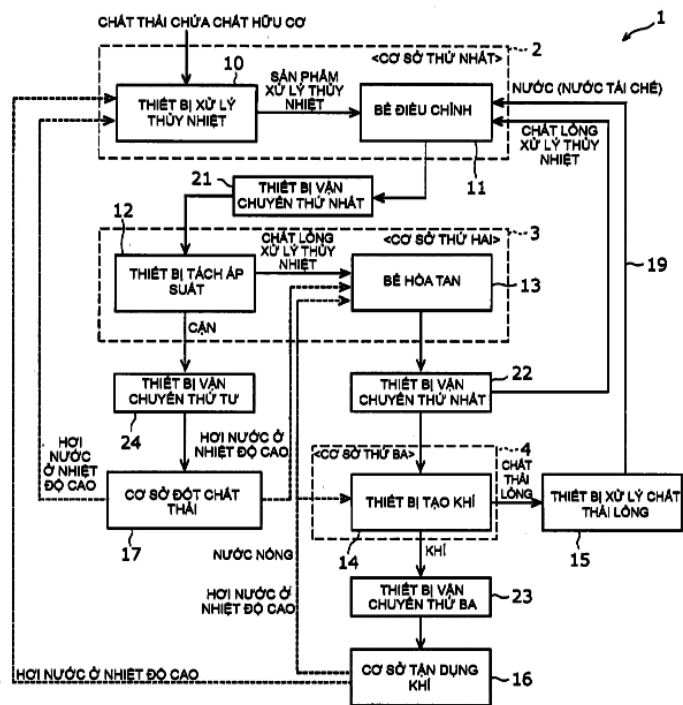 1
CHẤT THẢI CHỨA CHẤT HỮU CƠ
2
<CƠ SỞ THỨ NHẤT>
10
THIẾT BỊ XỬ LÝ
THỦY NHIỆT
SẢN PHẨM
XỬ LÝ THỦY
NHIỆT
BỂ ĐIỀU CHỈNH
11
NƯỚC (NƯỚC TÁI CHẾ)
CHẤT LỎNG
XỬ LÝ THỦY
NHIỆT
21
THIẾT BỊ VẬN
CHUYỂN THỨ NHẤT
12
3
<CƠ SỞ THỨ HAI>
THIẾT BỊ TÁCH ÁP
SUẤT
CHẤT LỎNG
XỬ LÝ THỦY
NHIỆT
BỂ HÒA TAN
13
19
CẶN
THIẾT BỊ VẬN
CHUYỂN THỨ TƯ
24
THIẾT BỊ VẬN
CHUYỂN THỨ NHẤT
22
HƠI
NƯỚC
Ở NHIỆT
ĐỘ CAO
HƠI NƯỚC Ở
NHIỆT ĐỘ CAO
CƠ SỞ ĐỐT CHẤT
THẢI
17
4
<CƠ SỞ THỨ BA>
THIẾT BỊ TẠO KHÍ
14
CHẤT
THẢI
LỎNG
THIẾT BỊ XỬ LÝ CHẤT
THẢI LỎNG
15
NƯỚC NÓNG
KHÍ
HƠI NƯỚC Ở
NHIỆT ĐỘ CAO
THIẾT BỊ VẬN
CHUYỂN THỨ BA
23
HƠI NƯỚC Ở NHIỆT ĐỘ CAO
CƠ SỞ TẬN DỤNG
KHÍ
16